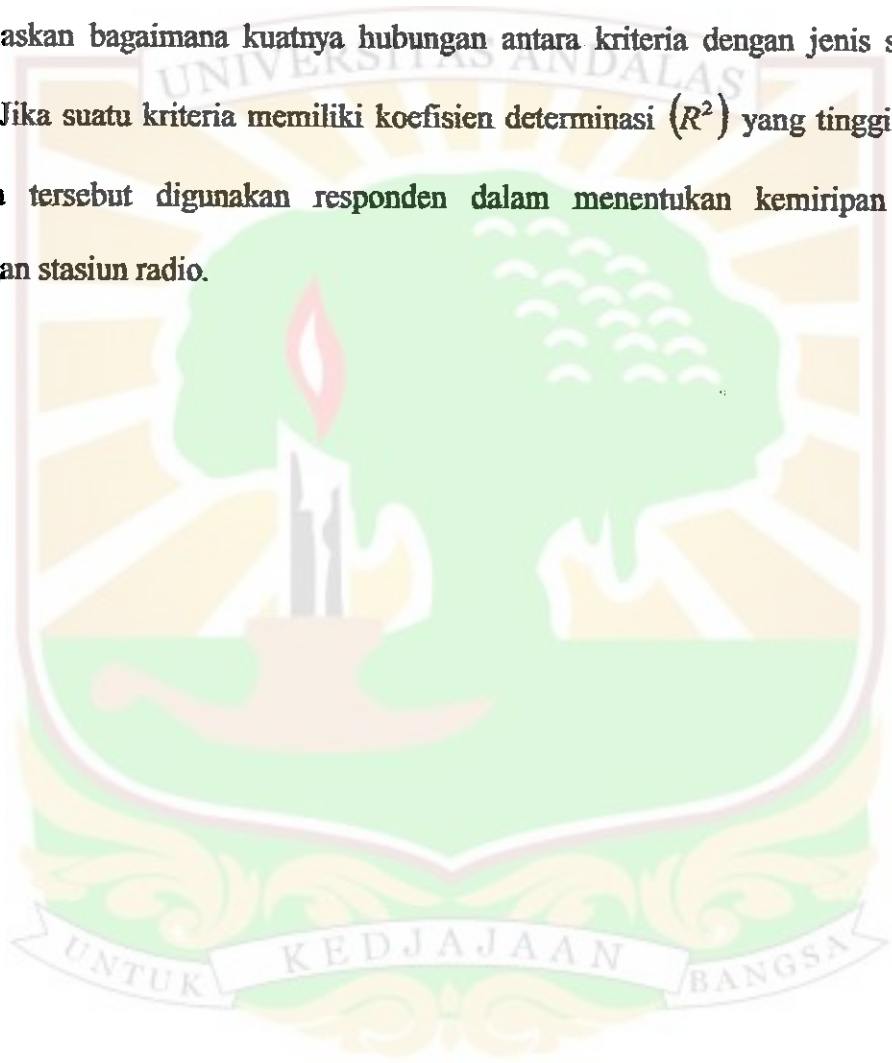 askan bagaimana kuatnya hubungan antara kriteria dengan jenis s
UNIVERSITAS ANDALAS
Jika suatu kriteria memiliki koefisien determinasi (R²) yang tinggi
tersebut digunakan responden dalam menentukan kemiripan
an stasiun radio.
UNTUK KEDJAJAAN BANGSA